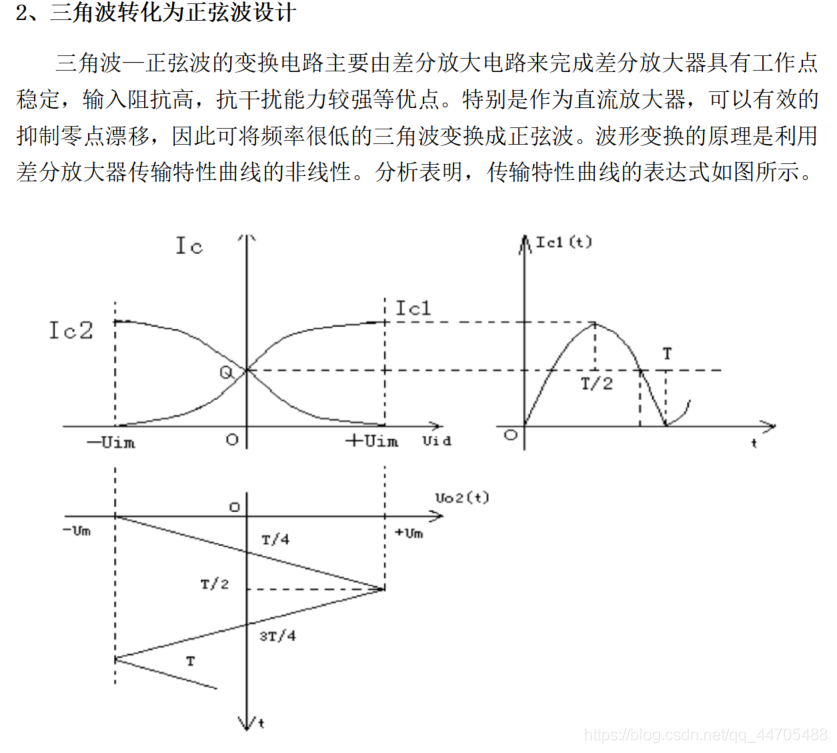 2、三角波转化为正弦波设计
三角波—正弦波的变换电路主要由差分放大电路来完成差分放大器具有工作点
稳定，输入阻抗高，抗干扰能力较强等优点。特别是作为直流放大器，可以有效的
抑制零点漂移，因此可将频率很低的三角波变换成正弦波。波形变换的原理是利用
差分放大器传输特性曲线的非线性。分析表明，传输特性曲线的表达式如图所示。
Ic
Ic1(t)
Ic2
Ic1
T
Q
T/2
−Uim
O
+Uim
Uid
O
t
O
Uo2(t)
−Um
+Um
T/4
T/2
3T/4
T
t
https://blog.csdn.net/qq_44705488